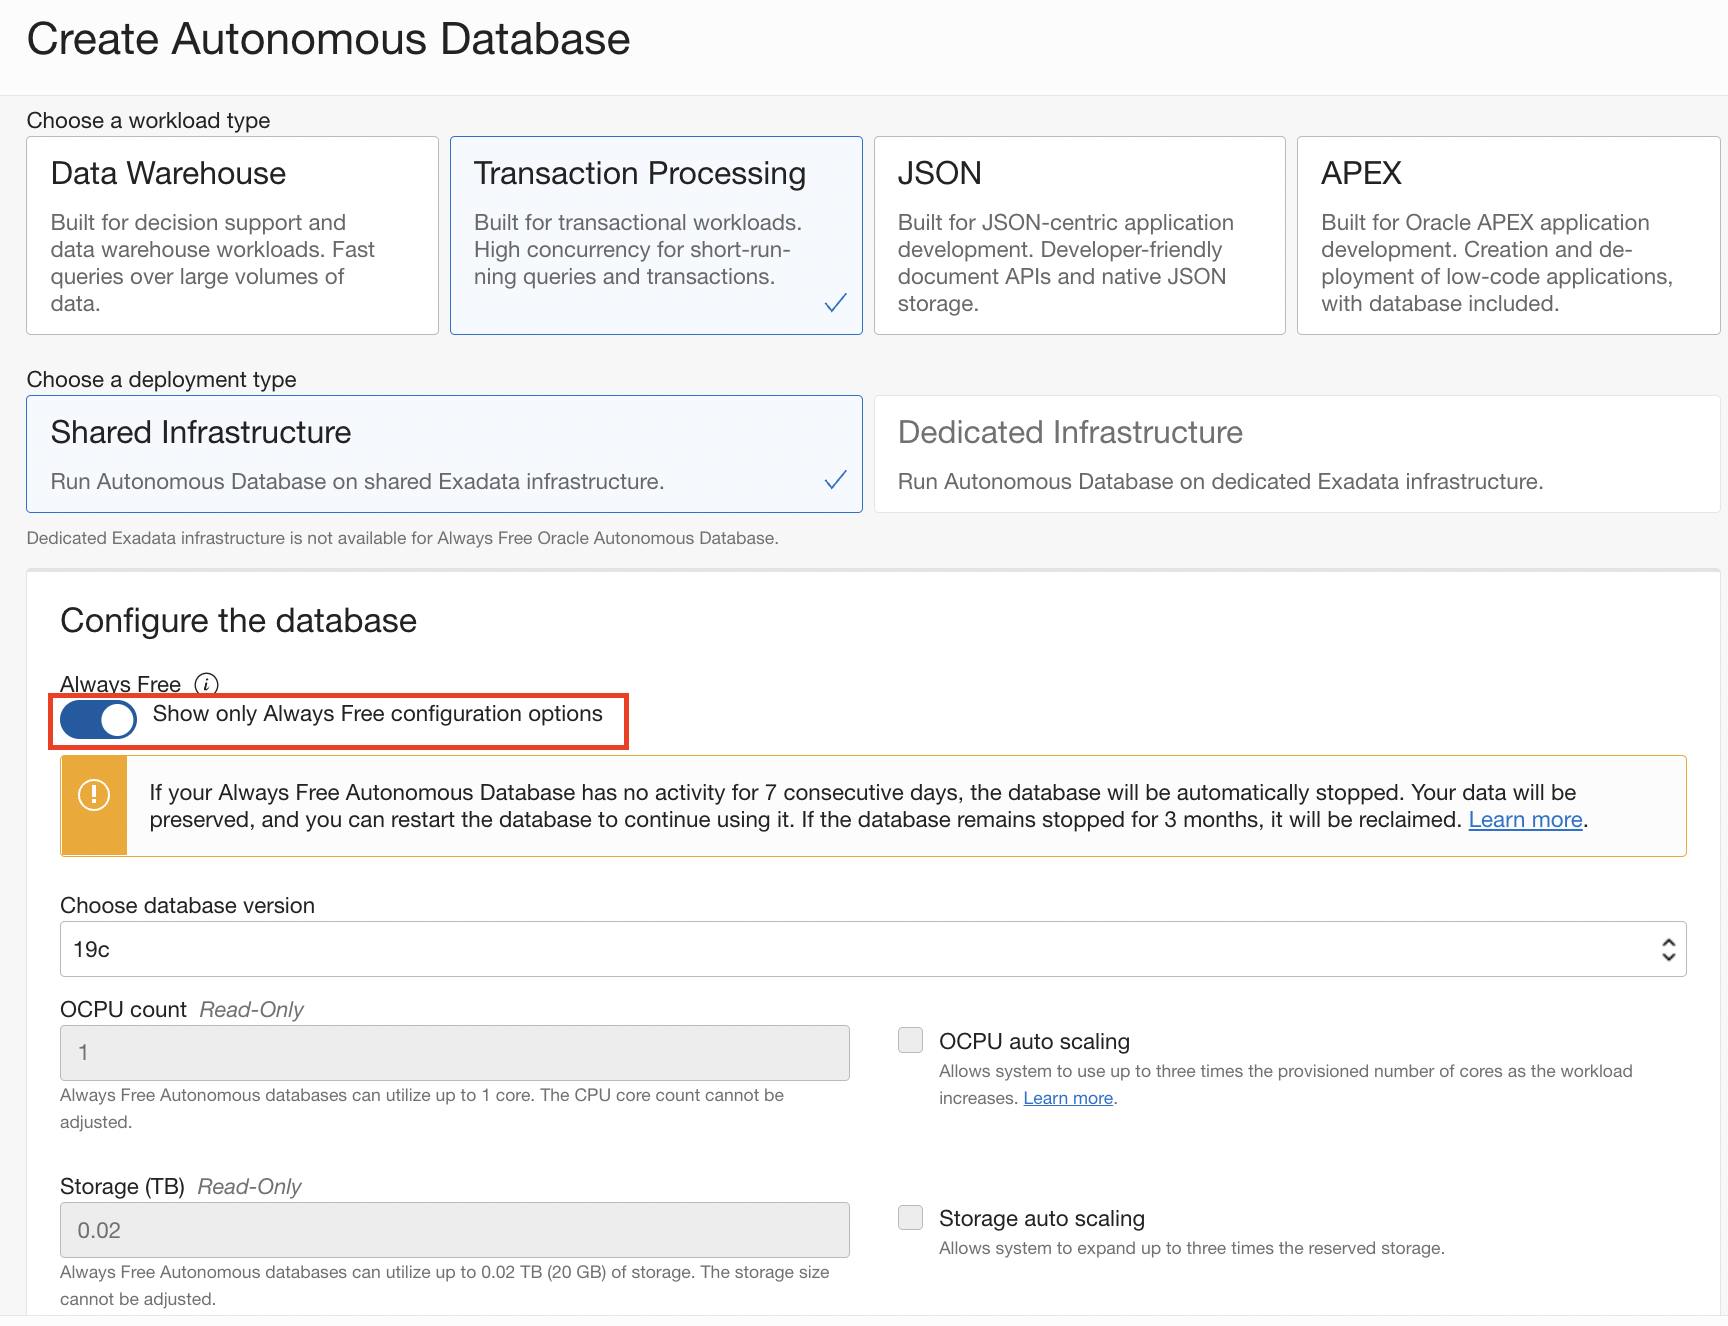 Create Autonomous Database
Choose a workload type
Data Warehouse
Built for decision support and
data warehouse workloads. Fast
queries over large volumes of
data.
Transaction Processing
Built for transactional workloads.
High concurrency for short-run-
ning queries and transactions.
JSON
Built for JSON-centric application
development. Developer-friendly
document APIs and native JSON
storage.
APEX
Built for Oracle APEX application
development. Creation and de-
ployment of low-code applications,
with database included.
Choose a deployment type
Shared Infrastructure
Run Autonomous Database on shared Exadata infrastructure.
Dedicated Infrastructure
Run Autonomous Database on dedicated Exadata infrastructure.
Dedicated Exadata infrastructure is not available for Always Free Oracle Autonomous Database.
Configure the database
Always Free
Show only Always Free configuration options
If your Always Free Autonomous Database has no activity for 7 consecutive days, the database will be automatically stopped. Your data will be
preserved, and you can restart the database to continue using it. If the database remains stopped for 3 months, it will be reclaimed. Learn more.
Choose database version
19c
OCPU count Read-Only
1
Always Free Autonomous databases can utilize up to 1 core. The CPU core count cannot be
adjusted.
OCPU auto scaling
Allows system to use up to three times the provisioned number of cores as the workload
increases. Learn more.
Storage (TB) Read-Only
0.02
Always Free Autonomous databases can utilize up to 0.02 TB (20 GB) of storage. The storage size
cannot be adjusted.
Storage auto scaling
Allows system to expand up to three times the reserved storage.